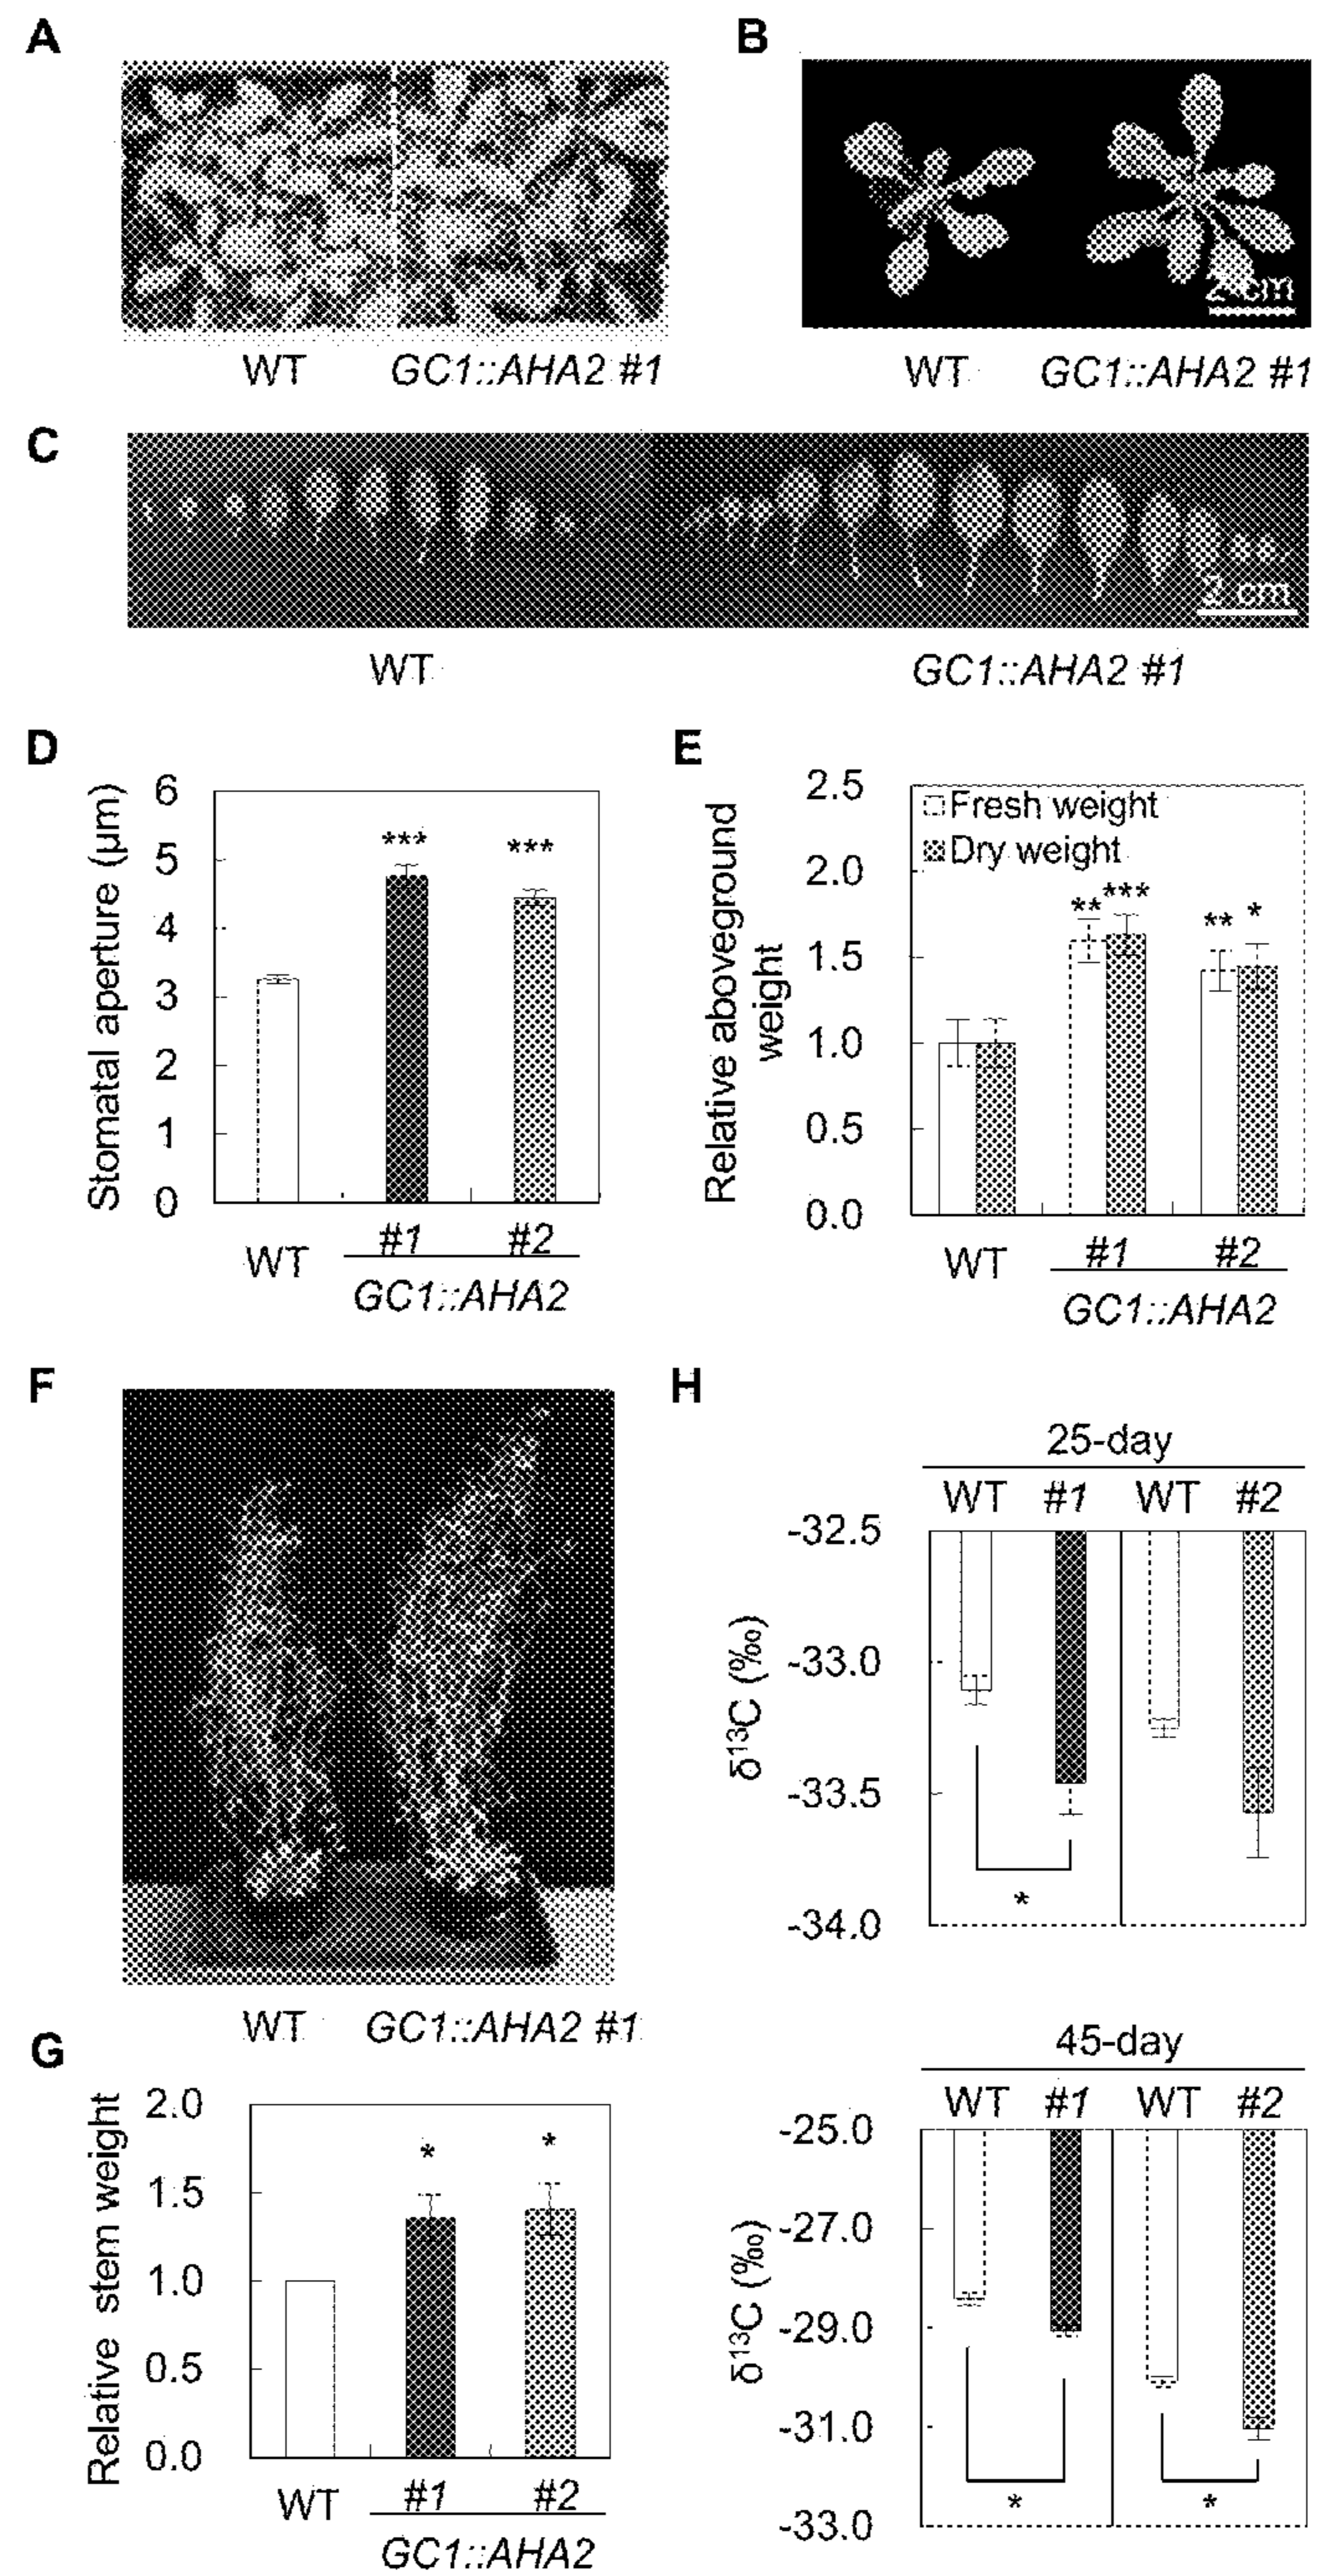 A
B
WT
GC1::AHA2 #1
2 cm
WT
GC1::AHA2 #1
C
2 cm
WT
GC1::AHA2 #1
D
Stomatal aperture (μm)
6
5
4
3
2
1
0
***
***
WT
#1
#2
GC1::AHA2
E
Relative aboveground
weight
2.5
2.0
1.5
1.0
0.5
0.0
Fresh weight
Dry weight
**
***
**
*
WT
#1
#2
GC1::AHA2
F
WT
GC1::AHA2 #1
G
Relative stem weight
2.0
1.5
1.0
0.5
0.0
*
*
WT
#1
#2
GC1::AHA2
H
25-day
WT #1 WT #2
δ¹³C (‰)
-32.5
-33.0
-33.5
-34.0
*
45-day
WT #1 WT #2
δ¹³C (‰)
-25.0
-27.0
-29.0
-31.0
-33.0
*
*